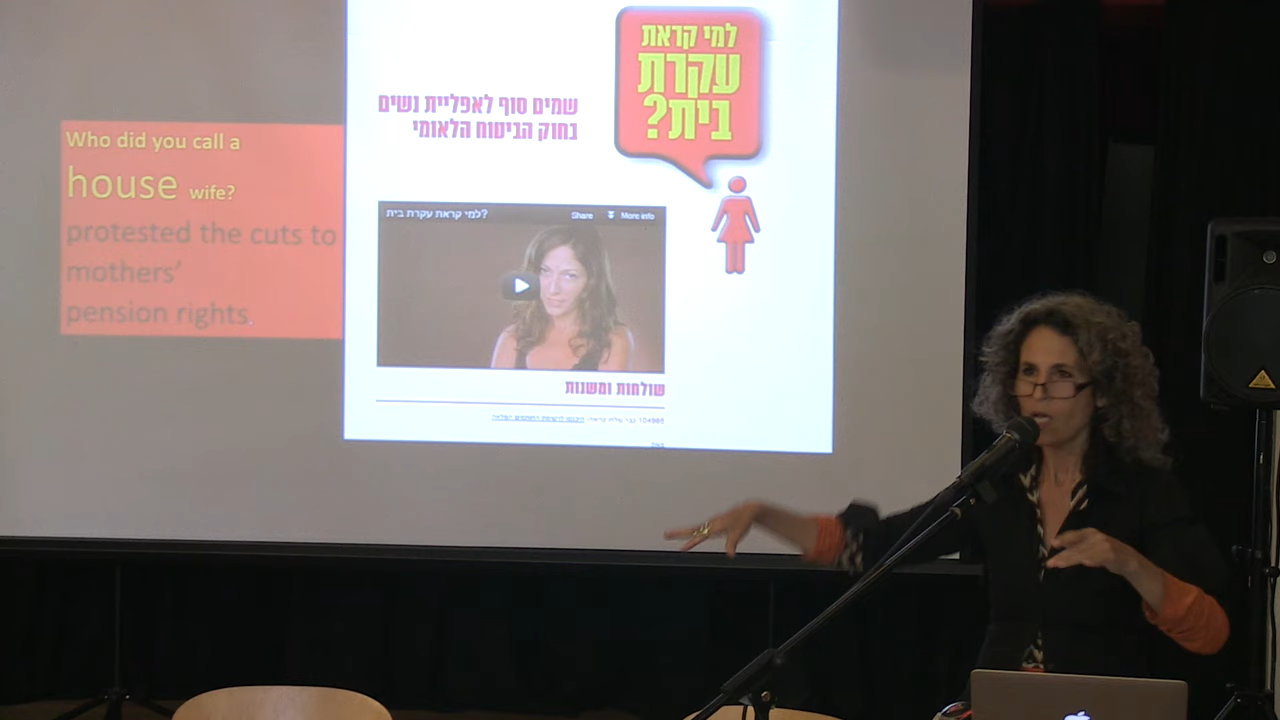 Who did you call a
house wife?
protested the cuts to
mothers'
pension rights.
למי קראת
עקרת
בית?
שמים סוף לאפליית נשים
בחוק הביטוח הלאומי
למי קראת עקרת בית?
Share
More info
שולחות ומשנות